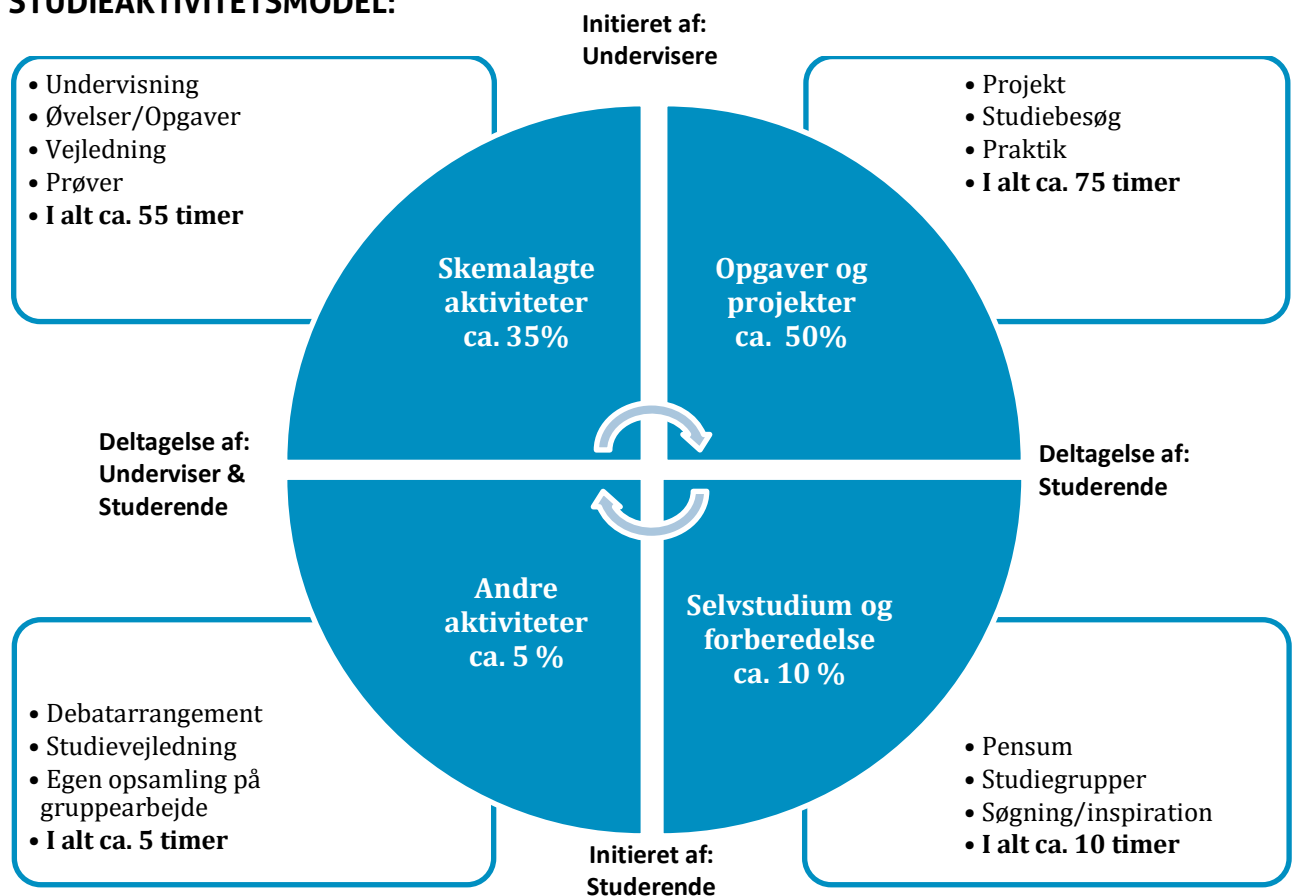 STUDIEAKTIVITETSMODEL:
Initieret af:
Undervisere
• Undervisning
• Øvelser/Opgaver
• Vejledning
• Prøver
• I alt ca. 55 timer
• Projekt
• Studiebesøg
• Praktik
• I alt ca. 75 timer
Skemalagte
aktiviteter
ca. 35%
Opgaver og
projekter
ca. 50%
Deltagelse af:
Underviser &
Studerende
Deltagelse af:
Studerende
Andre
aktiviteter
ca. 5 %
Selvstudium og
forberedelse
ca. 10 %
• Debatarrangement
• Studievejledning
• Egen opsamling på
gruppearbejde
• I alt ca. 5 timer
• Pensum
• Studiegrupper
• Søgning/inspiration
• I alt ca. 10 timer
Initieret af:
Studerende